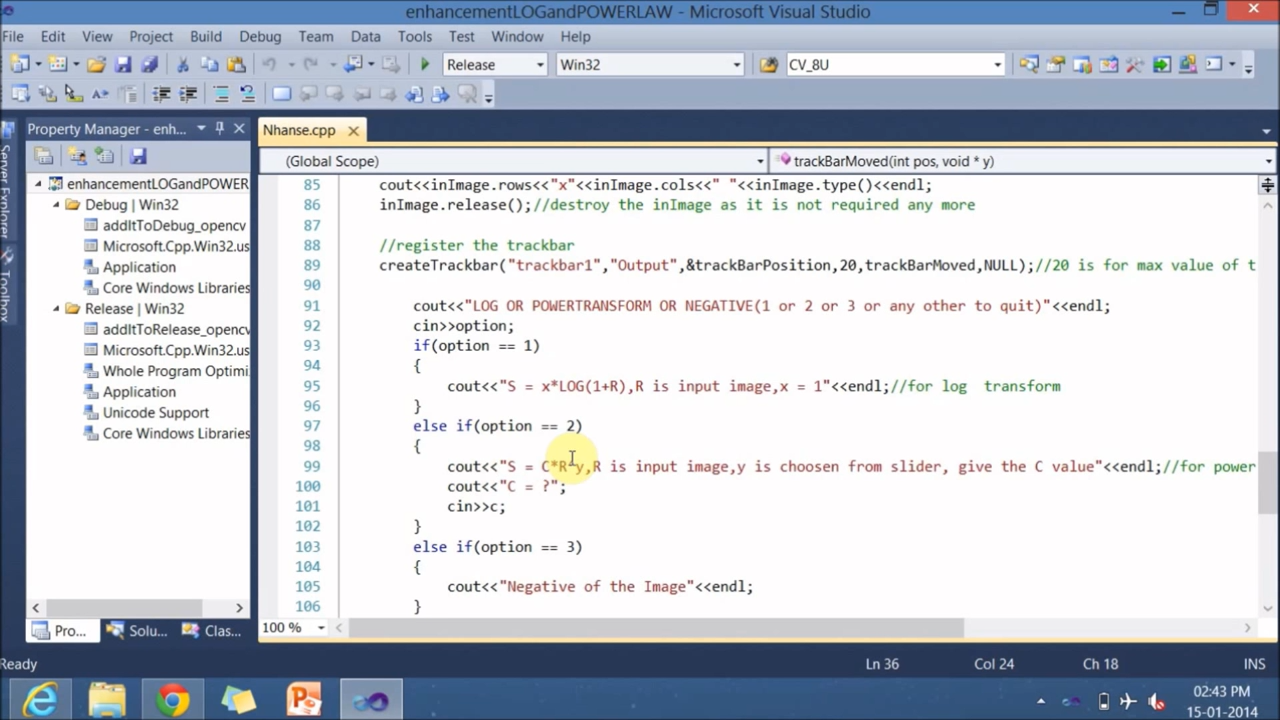 enhancementLOGandPOWERLAW - Microsoft Visual Studio
File Edit View Project Build Debug Team Data Tools Test Window Help
Release Win32 CV_8U
Property Manager - enh...
Nhanse.cpp
(Global Scope)
trackBarMoved(int pos, void * y)
Server Explorer
Toolbox
enhancementLOGandPOWER
Debug | Win32
addItToDebug_opencv
Microsoft.Cpp.Win32.us
Application
Core Windows Libraries
Release | Win32
addItToRelease_opencv
Microsoft.Cpp.Win32.us
Whole Program Optimi
Application
Unicode Support
Core Windows Libraries
Pro... Solu... Clas...
85 cout<<inImage.rows<<"x"<<inImage.cols<<" "<<inImage.type()<<endl;
86 inImage.release();//destroy the inImage as it is not required any more
87
88 //register the trackbar
89 createTrackbar("trackbar1","Output",&trackBarPosition,20,trackBarMoved,NULL);//20 is for max value of t
90
91 cout<<"LOG OR POWERTRANSFORM OR NEGATIVE(1 or 2 or 3 or any other to quit)"<<endl;
92 cin>>option;
93 if(option == 1)
94 {
95 cout<<"S = x*LOG(1+R),R is input image,x = 1"<<endl;//for log  transform
96 }
97 else if(option == 2)
98 {
99 cout<<"S = C*R^y,R is input image,y is choosen from slider, give the C value"<<endl;//for power
100 cout<<"C = ?";
101 cin>>c;
102 }
103 else if(option == 3)
104 {
105 cout<<"Negative of the Image"<<endl;
106 }
100 %
Ready Ln 36 Col 24 Ch 18 INS
02:43 PM
15-01-2014